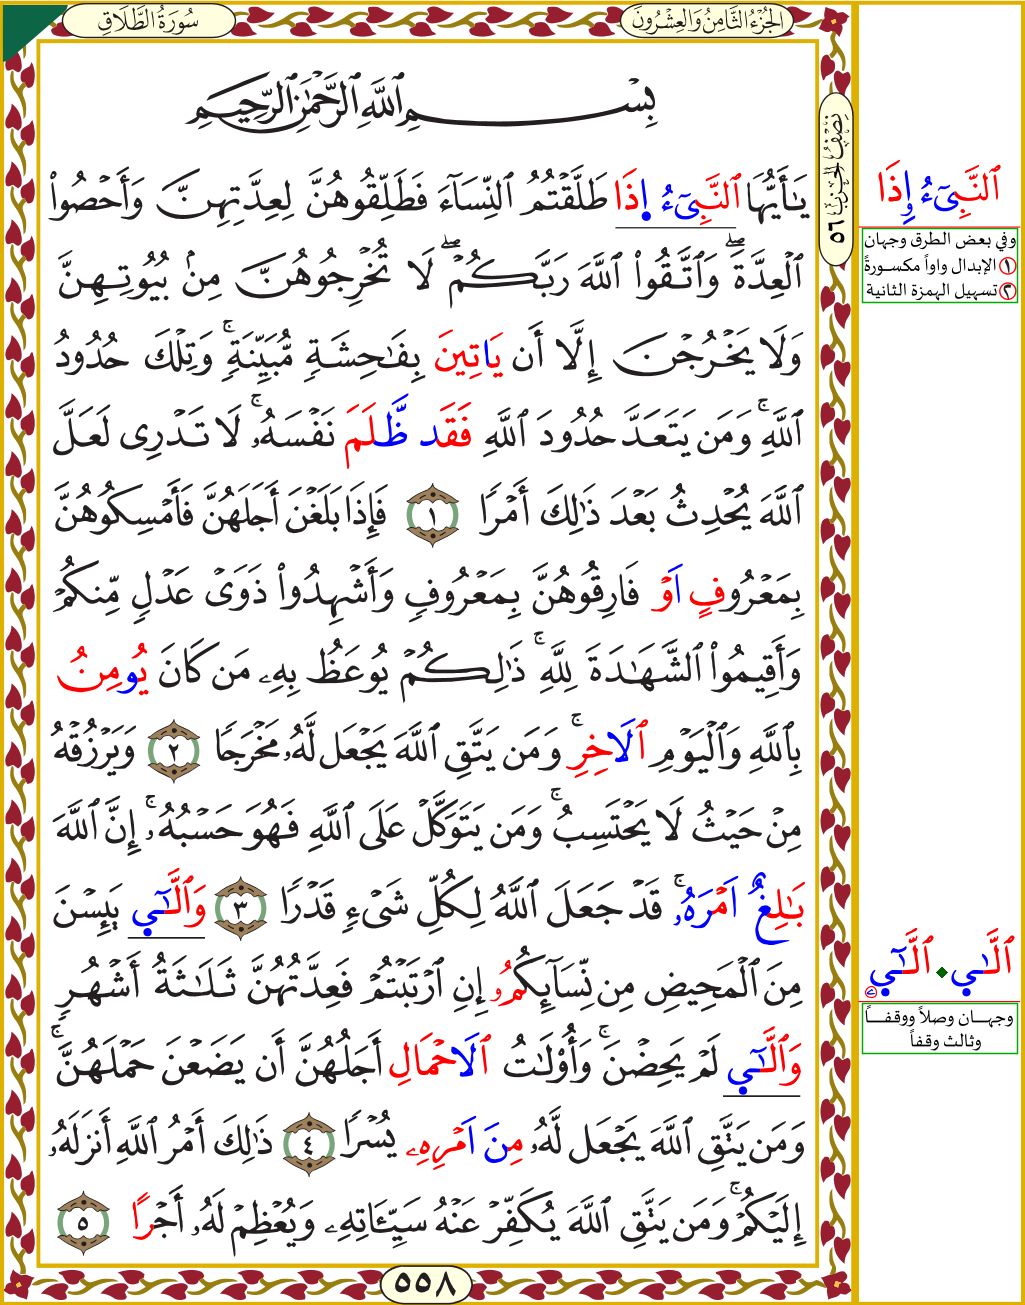 سُورَةُ الطَّلَاقِ
الجُزْءُ الثَّامِنُ وَالعِشْرُونَ
نِصْفُ الحِزْبِ ٥٦
بِسْمِ ٱللَّهِ ٱلرَّحْمَٰنِ ٱلرَّحِيمِ
يَٰأَيُّهَا ٱلنَّبِيٓءُ إِذَا طَلَّقْتُمُ ٱلنِّسَآءَ فَطَلِّقُوهُنَّ لِعِدَّتِهِنَّ وَأَحْصُواْ
ٱلْعِدَّةَۖ وَٱتَّقُواْ ٱللَّهَ رَبَّكُمْۖ لَا تُخْرِجُوهُنَّ مِنۢ بُيُوتِهِنَّ
وَلَا يَخْرُجْنَ إِلَّا أَن يَاتِينَ بِفَٰحِشَةٍ مُّبَيِّنَةٍۚ وَتِلْكَ حُدُودُ
ٱللَّهِۚ وَمَن يَتَعَدَّ حُدُودَ ٱللَّهِ فَقَد ظَّلَمَ نَفْسَهُۥۚ لَا تَدْرِى لَعَلَّ
ٱللَّهَ يُحْدِثُ بَعْدَ ذَٰلِكَ أَمْرًا ١ فَإِذَا بَلَغْنَ أَجَلَهُنَّ فَأَمْسِكُوهُنَّ
بِمَعْرُوفٍ اَوْ فَارِقُوهُنَّ بِمَعْرُوفٍ وَأَشْهِدُواْ ذَوَىْ عَدْلٍ مِّنكُمْ
وَأَقِيمُواْ ٱلشَّهَٰدَةَ لِلَّهِۚ ذَٰلِكُمْ يُوعَظُ بِهِۦ مَن كَانَ يُومِنُ
بِٱللَّهِ وَٱلْيَوْمِ ٱلَاخِرِۚ وَمَن يَتَّقِ ٱللَّهَ يَجْعَل لَّهُۥ مَخْرَجًا ٢ وَيَرْزُقْهُ
مِنْ حَيْثُ لَا يَحْتَسِبُۚ وَمَن يَتَوَكَّلْ عَلَى ٱللَّهِ فَهُوَ حَسْبُهُۥۚ إِنَّ ٱللَّهَ
بَٰلِغٌ اَمْرَهُۥۚ قَدْ جَعَلَ ٱللَّهُ لِكُلِّ شَىْءٍ قَدْرًا ٣ وَٱلَّٰٓي يَئِسْنَ
مِنَ ٱلْمَحِيضِ مِن نِّسَآئِكُمُۥ إِنِ ٱرْتَبْتُمْ فَعِدَّتُهُنَّ ثَلَٰثَةُ أَشْهُرٍ
وَٱلَّٰٓي لَمْ يَحِضْنَۚ وَأُوْلَٰتُ ٱلَاحْمَالِ أَجَلُهُنَّ أَن يَضَعْنَ حَمْلَهُنَّۚ
وَمَن يَتَّقِ ٱللَّهَ يَجْعَل لَّهُۥ مِنَ اَمْرِهِۦ يُسْرًا ٤ ذَٰلِكَ أَمْرُ ٱللَّهِ أَنزَلَهُۥ
إِلَيْكُمْۚ وَمَن يَتَّقِ ٱللَّهَ يُكَفِّرْ عَنْهُ سَيِّـَٔاتِهِۦ وَيُعْظِمْ لَهُۥ أَجْرًا ٥
٥٥٨
ٱلنَّبِيٓءُ إِذَا
وفي بعض الطرق وجهان
١ الإبدال واواً مكسورةً
٢ تسهيل الهمزة الثانية
ٱلَّٰي ٱلَّٰٓي
وجهان وصلاً ووقفاً
وثالث وقفاً